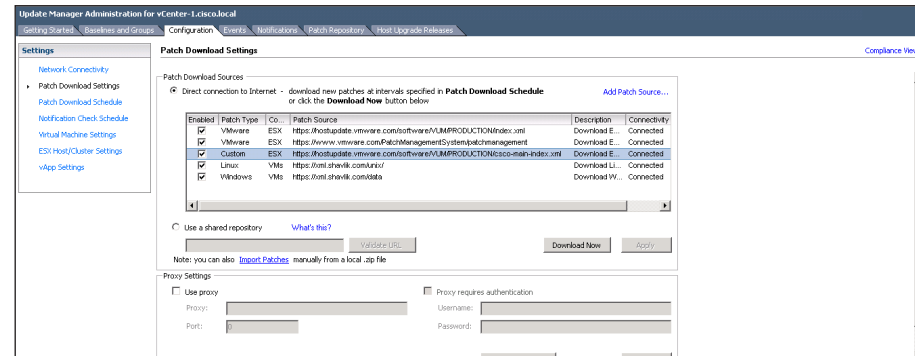 Update Manager Administration for vCenter-1.cisco.local
Getting Started Baselines and Groups Configuration Events Notifications Patch Repository Host Upgrade Releases
Settings
Network Connectivity
Patch Download Settings
Patch Download Schedule
Notification Check Schedule
Virtual Machine Settings
ESX Host/Cluster Settings
vApp Settings
Patch Download Settings
Compliance View
Patch Download Sources
Direct connection to Internet - download new patches at intervals specified in Patch Download Schedule
or click the Download Now button below
Add Patch Source...
Enabled Patch Type Co... Patch Source Description Connectivity
VMware ESX https://hostupdate.vmware.com/software/VUM/PRODUCTION/index.xml Download E... Connected
VMware ESX https://www.vmware.com/PatchManagementSystem/patchmanagement Download E... Connected
Custom ESX https://hostupdate.vmware.com/software/VUM/PRODUCTION/csco-main-index.xml Download E... Connected
Linux VMs https://xml.shavlik.com/unix/ Download Li... Connected
Windows VMs https://xml.shavlik.com/data Download W... Connected
Use a shared repository What's this?
Validate URL Download Now Apply
Note: you can also Import Patches manually from a local .zip file
Proxy Settings
Use proxy Proxy requires authentication
Proxy: Username:
Port: 0 Password: